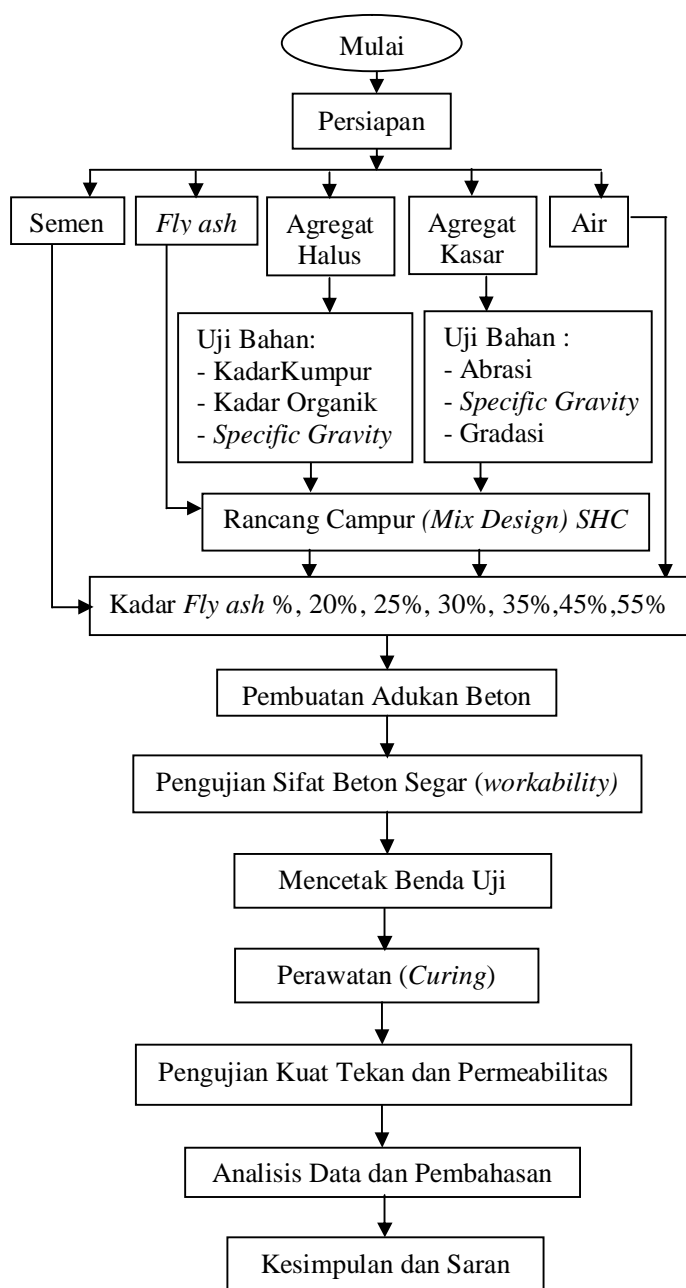 Mulai
Persiapan
Semen
Fly ash
Agregat
Halus
Agregat
Kasar
Air
Uji Bahan:
- KadarKumpur
- Kadar Organik
- Specific Gravity
Uji Bahan :
- Abrasi
- Specific Gravity
- Gradasi
Rancang Campur (Mix Design) SHC
Kadar Fly ash %, 20%, 25%, 30%, 35%,45%,55%
Pembuatan Adukan Beton
Pengujian Sifat Beton Segar (workability)
Mencetak Benda Uji
Perawatan (Curing)
Pengujian Kuat Tekan dan Permeabilitas
Analisis Data dan Pembahasan
Kesimpulan dan Saran